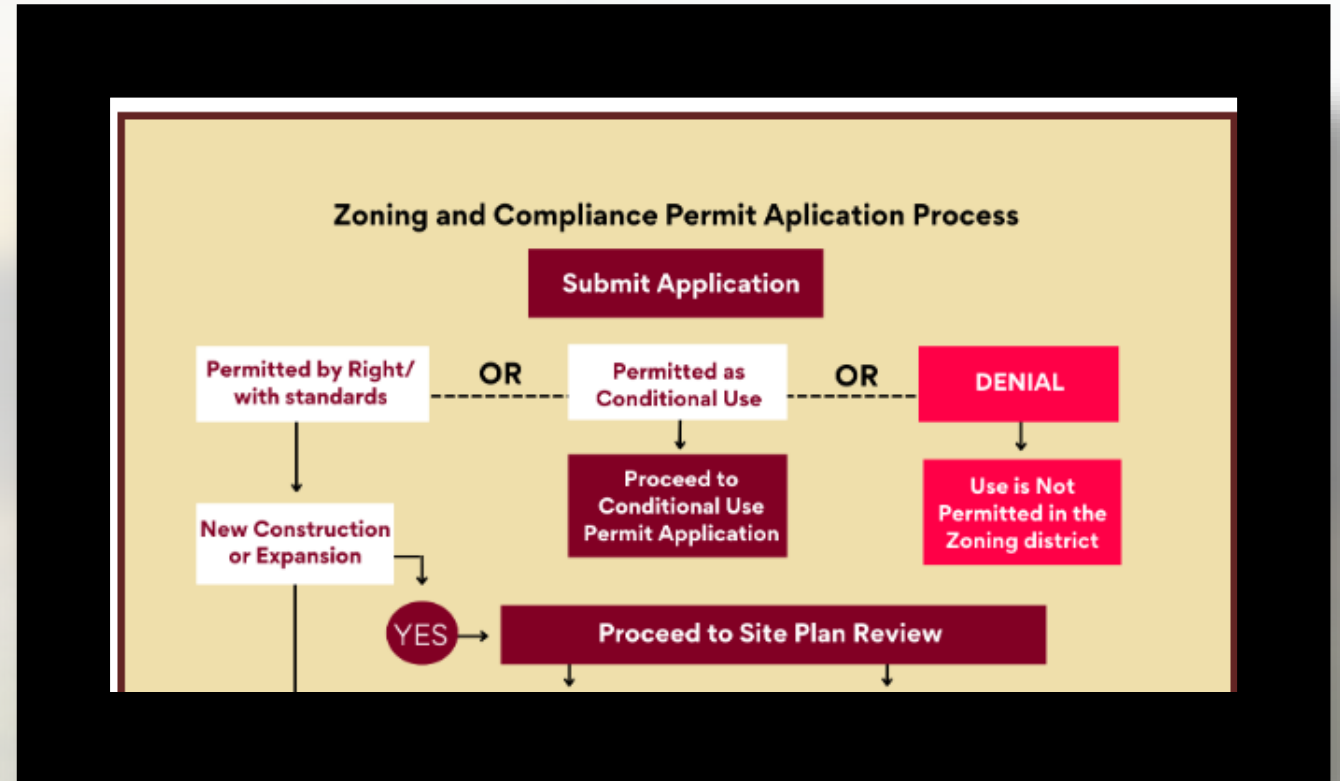 Zoning and Compliance Permit Aplication Process
Submit Application
Permitted by Right/
with standards
OR
Permitted as
Conditional Use
OR
DENIAL
Proceed to
Conditional Use
Permit Application
Use is Not
Permitted in the
Zoning district
New Construction
or Expansion
YES
Proceed to Site Plan Review